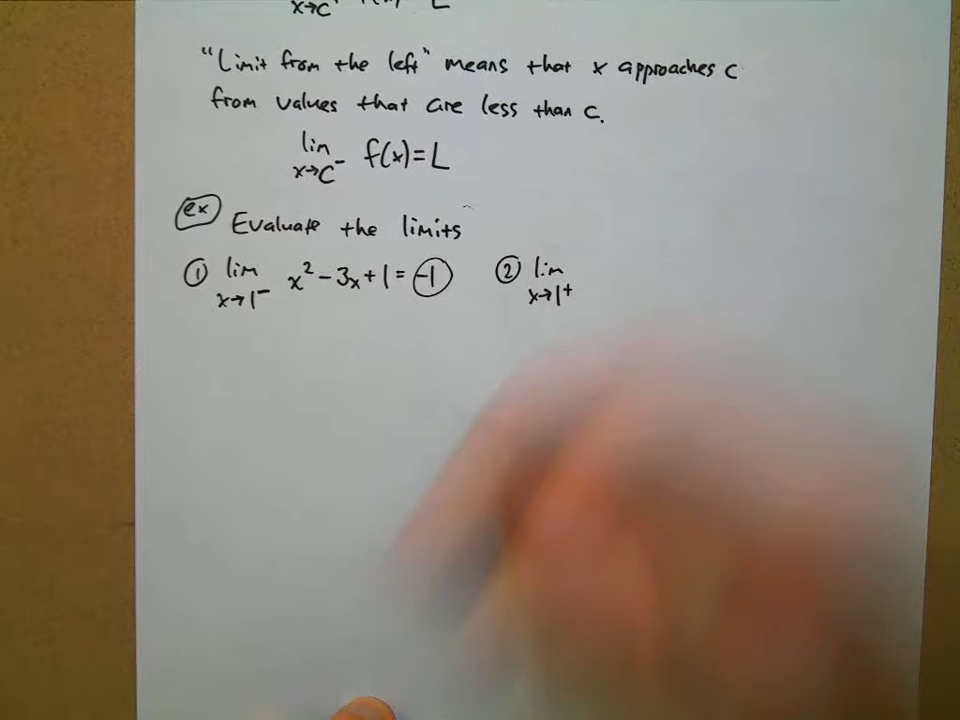 x→c
"Limit from the left" means that x approaches c
from values that are less than c.
lim
x→c⁻ f(x)=L
ex Evaluate the limits
① lim x→1⁻ x² - 3x + 1 = -1 ② lim x→1⁺